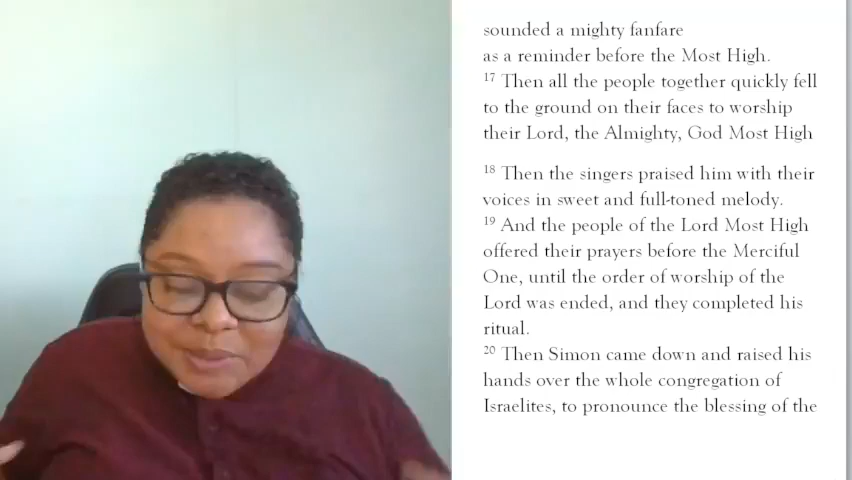 sounded a mighty fanfare
as a reminder before the Most High.
17 Then all the people together quickly fell
to the ground on their faces to worship
their Lord, the Almighty, God Most High
18 Then the singers praised him with their
voices in sweet and full-toned melody.
19 And the people of the Lord Most High
offered their prayers before the Merciful
One, until the order of worship of the
Lord was ended, and they completed his
ritual.
20 Then Simon came down and raised his
hands over the whole congregation of
Israelites, to pronounce the blessing of the